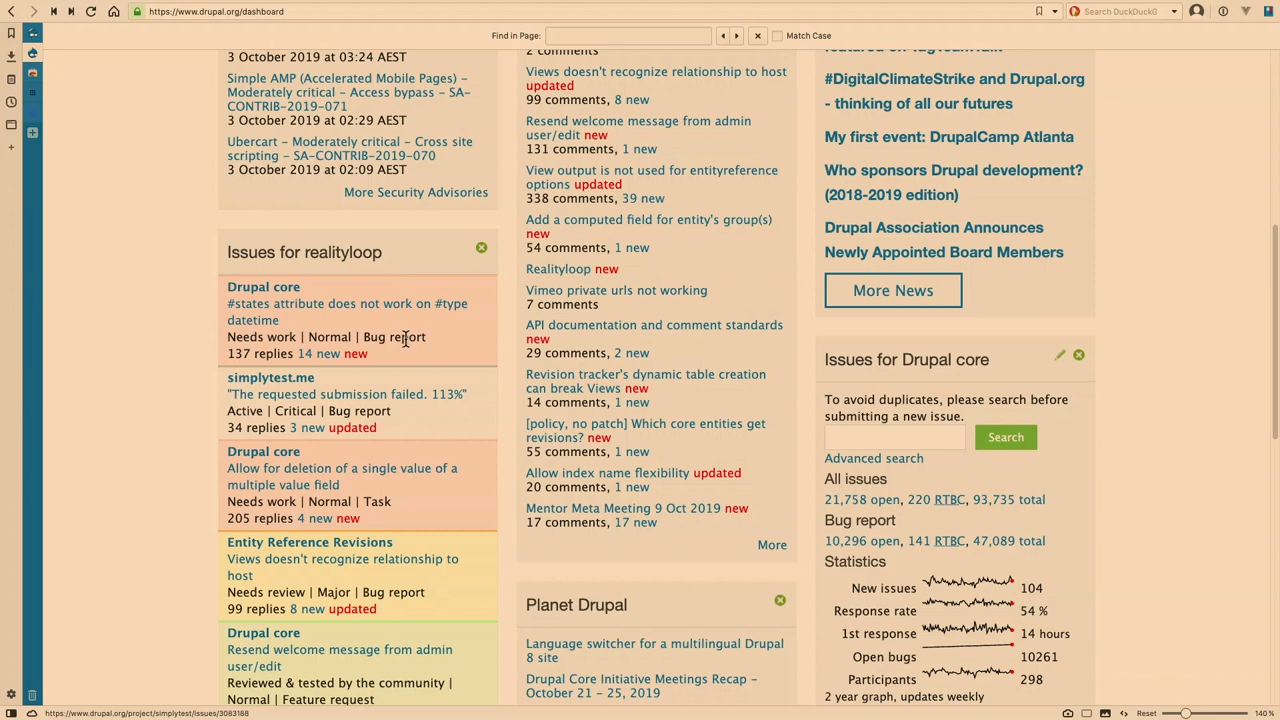 https://www.drupal.org/dashboard
Search DuckDuckG
Find in Page:
Match Case
3 October 2019 at 03:24 AEST
Simple AMP (Accelerated Mobile Pages) -
Moderately critical - Access bypass - SA-
CONTRIB-2019-071
3 October 2019 at 02:29 AEST
Ubercart - Moderately critical - Cross site
scripting - SA-CONTRIB-2019-070
3 October 2019 at 02:09 AEST
More Security Advisories
Issues for realityloop
Drupal core
#states attribute does not work on #type
datetime
Needs work | Normal | Bug report
137 replies 14 new new
simplytest.me
"The requested submission failed. 113%"
Active | Critical | Bug report
34 replies 3 new updated
Drupal core
Allow for deletion of a single value of a
multiple value field
Needs work | Normal | Task
205 replies 4 new new
Entity Reference Revisions
Views doesn't recognize relationship to
host
Needs review | Major | Bug report
99 replies 8 new updated
Drupal core
Resend welcome message from admin
user/edit
Reviewed & tested by the community |
Normal | Feature request
2 comments
Views doesn't recognize relationship to host
updated
99 comments, 8 new
Resend welcome message from admin
user/edit new
131 comments, 1 new
View output is not used for entityreference
options updated
338 comments, 39 new
Add a computed field for entity's group(s)
new
54 comments, 1 new
Realityloop new
Vimeo private urls not working
7 comments
API documentation and comment standards
new
29 comments, 2 new
Revision tracker's dynamic table creation
can break Views new
14 comments, 1 new
[policy, no patch] Which core entities get
revisions? new
55 comments, 1 new
Allow index name flexibility updated
20 comments, 1 new
Mentor Meta Meeting 9 Oct 2019 new
17 comments, 17 new
More
Planet Drupal
Language switcher for a multilingual Drupal
8 site
Drupal Core Initiative Meetings Recap -
October 21 - 25, 2019
featured on TagTeamTalk
#DigitalClimateStrike and Drupal.org
- thinking of all our futures
My first event: DrupalCamp Atlanta
Who sponsors Drupal development?
(2018-2019 edition)
Drupal Association Announces
Newly Appointed Board Members
More News
Issues for Drupal core
To avoid duplicates, please search before
submitting a new issue.
Search
Advanced search
All issues
21,758 open, 220 RTBC, 93,735 total
Bug report
10,296 open, 141 RTBC, 47,089 total
Statistics
New issues 104
Response rate 54 %
1st response 14 hours
Open bugs 10261
Participants 298
2 year graph, updates weekly
https://www.drupal.org/project/simplytest/issues/3083188
Reset
140 %